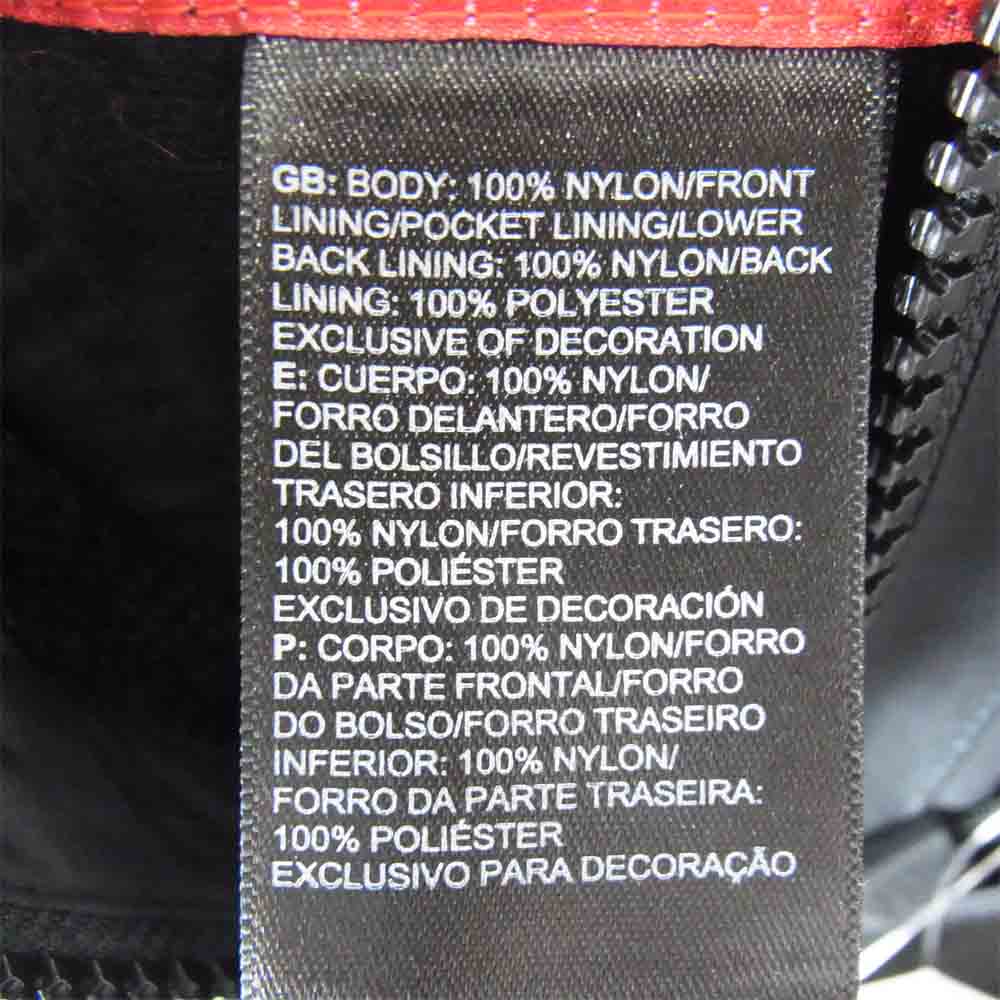 GB: BODY: 100% NYLON/FRONT
LINING/POCKET LINING/LOWER
BACK LINING: 100% NYLON/BACK
LINING: 100% POLYESTER
EXCLUSIVE OF DECORATION
E: CUERPO: 100% NYLON/
FORRO DELANTERO/FORRO
DEL BOLSILLO/REVESTIMIENTO
TRASERO INFERIOR:
100% NYLON/FORRO TRASERO:
100% POLIÉSTER
EXCLUSIVO DE DECORACIÓN
P: CORPO: 100% NYLON/FORRO
DA PARTE FRONTAL/FORRO
DO BOLSO/FORRO TRASEIRO
INFERIOR: 100% NYLON/
FORRO DA PARTE TRASEIRA:
100% POLIÉSTER
EXCLUSIVO PARA DECORAÇÃO